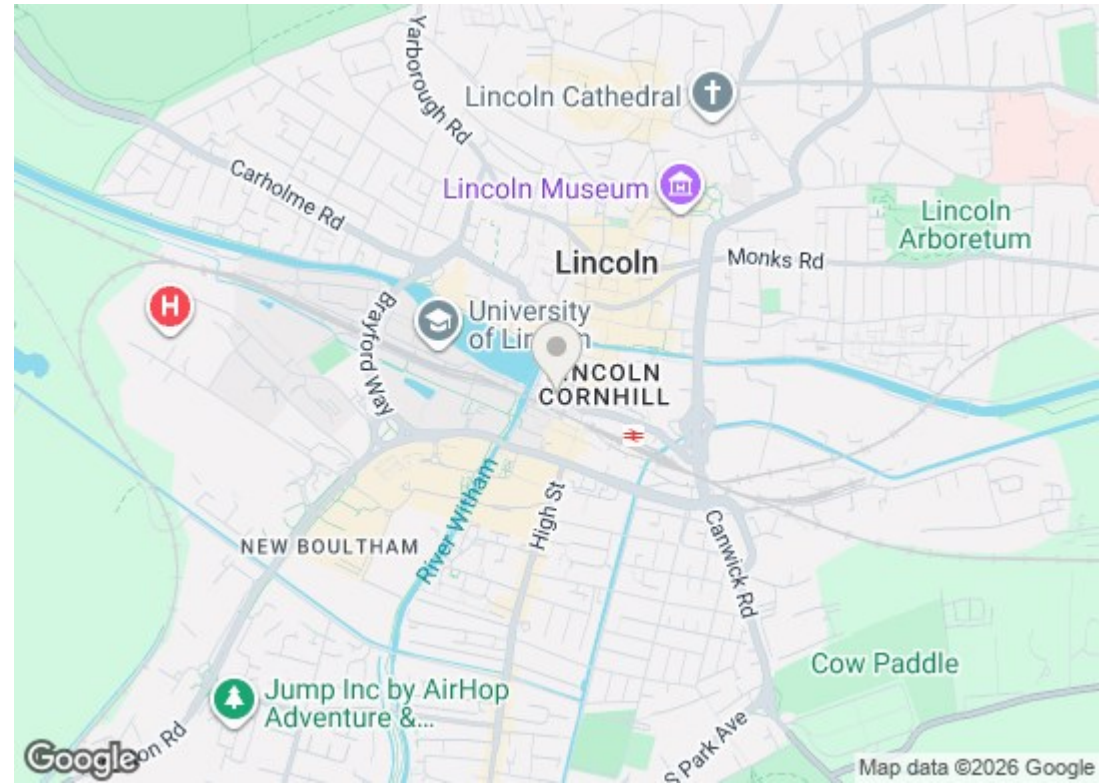 Yarborough Rd
Lincoln Cathedral
Carholme Rd
Lincoln Museum
Lincoln
Arboretum
Lincoln
Monks Rd
H
Brayford Way
University
of
CORNHILL
River Witham
High St
NEW BOULTHAM
Canwick Rd
Cow Paddle
Jump Inc by AirHop
Adventure &...
on Rd
S Park Ave
Google
Map data ©2026 Google